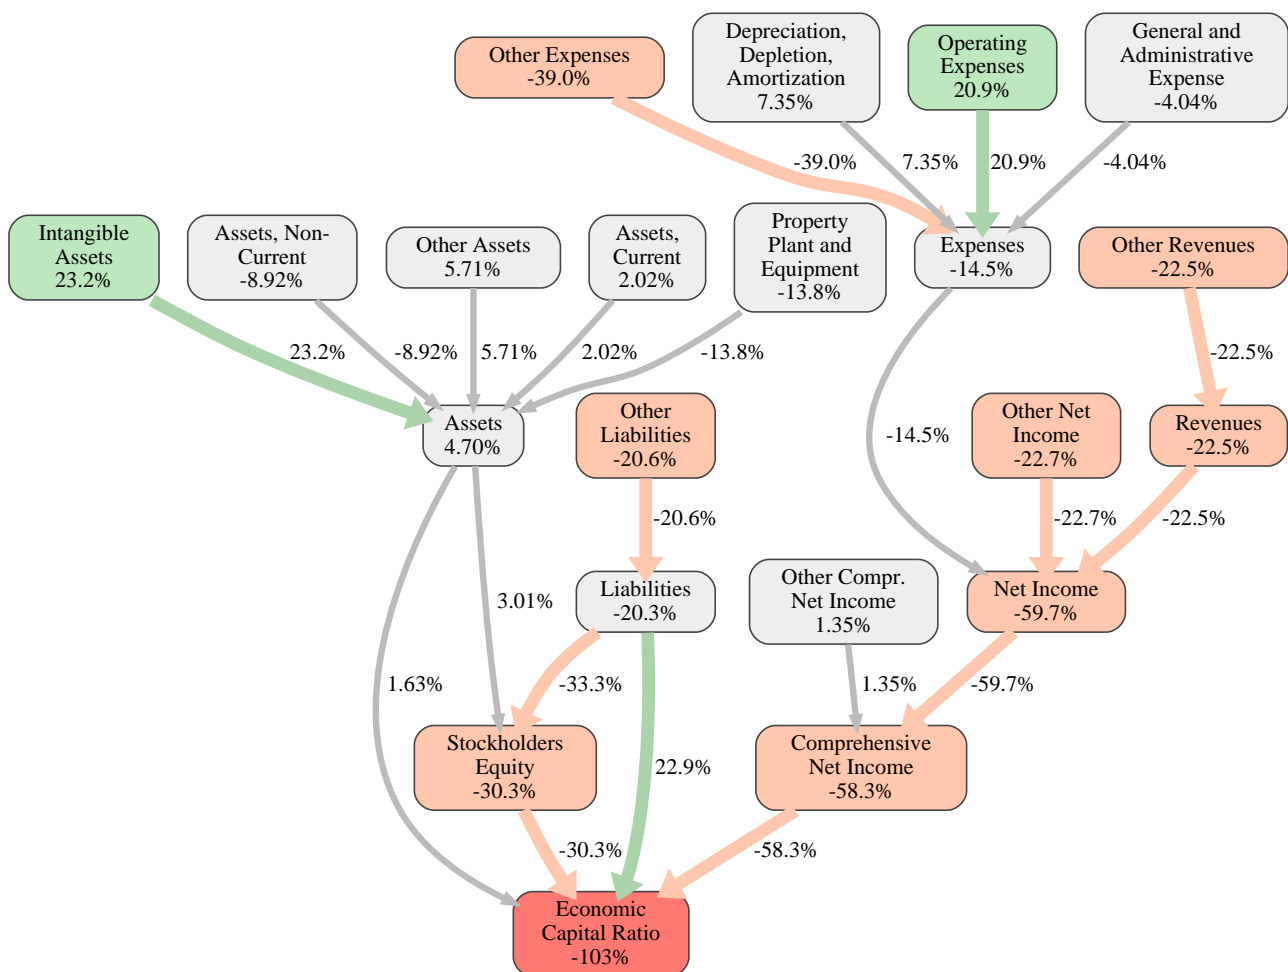 Other Expenses
-39.0%
Depreciation,
Depletion,
Amortization
7.35%
Operating
Expenses
20.9%
General and
Administrative
Expense
-4.04%
-39.0%
7.35%
20.9%
-4.04%
Intangible
Assets
23.2%
Assets, Non-
Current
-8.92%
Other Assets
5.71%
Assets,
Current
2.02%
Property
Plant and
Equipment
-13.8%
Expenses
-14.5%
Other Revenues
-22.5%
23.2%
-8.92%
5.71%
2.02%
-13.8%
-22.5%
Assets
4.70%
Other
Liabilities
-20.6%
-14.5%
Other Net
Income
-22.7%
Revenues
-22.5%
-20.6%
-22.7%
-22.5%
3.01%
Liabilities
-20.3%
Other Compr.
Net Income
1.35%
Net Income
-59.7%
1.63%
-33.3%
1.35%
-59.7%
Stockholders
Equity
-30.3%
22.9%
Comprehensive
Net Income
-58.3%
-30.3%
-58.3%
Economic
Capital Ratio
-103%